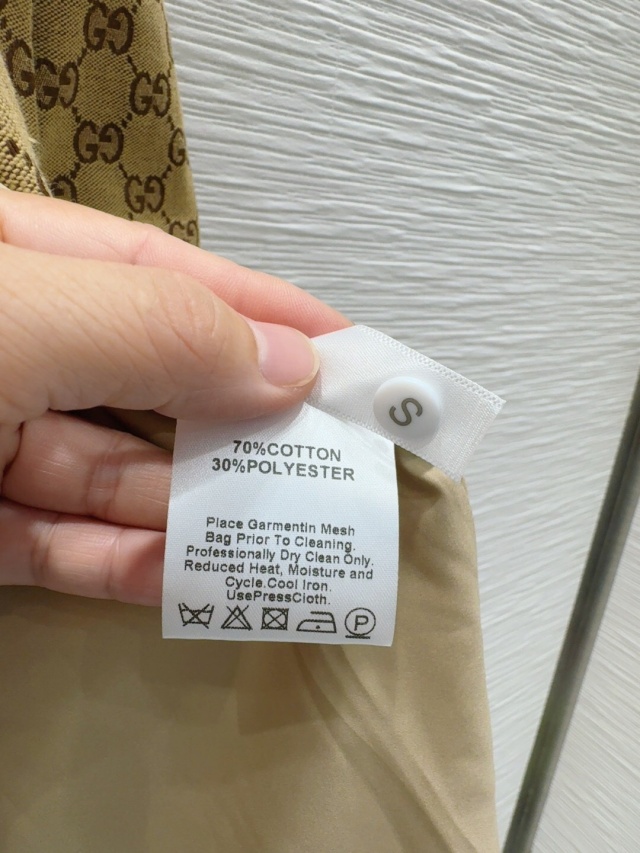 S
70%COTTON
30%POLYESTER
Place Garmentin Mesh
Bag Prior To Cleaning.
Professionally Dry Clean Only.
Reduced Heat, Moisture and
Cycle.Cool Iron.
UsePressCloth.
P